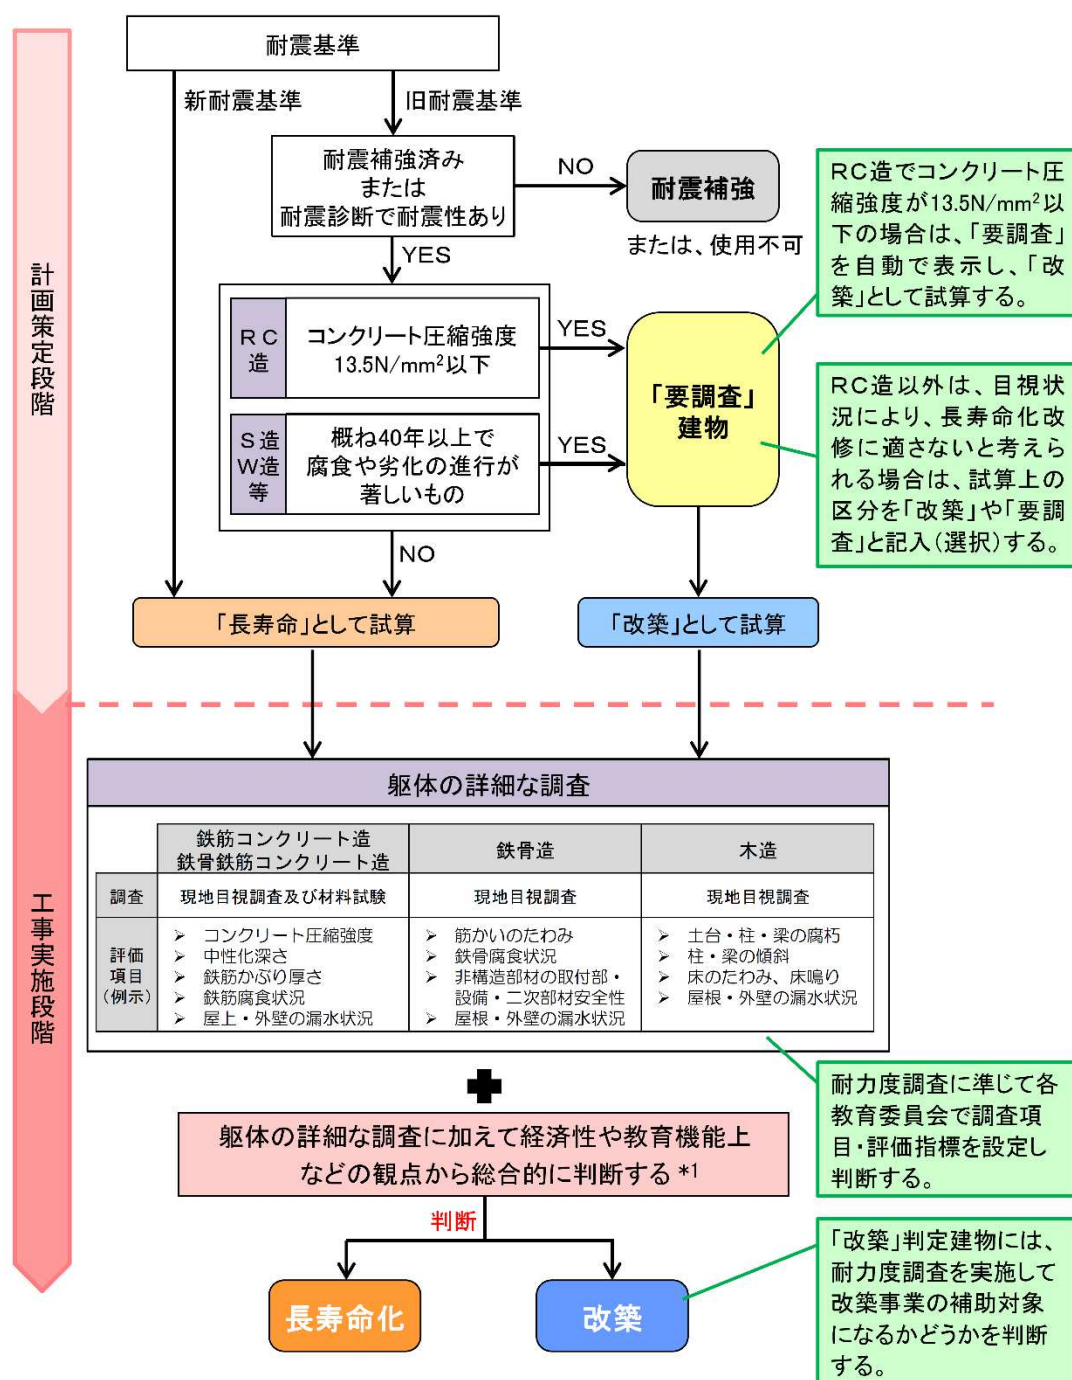 耐震基準
新耐震基準
旧耐震基準
耐震補強済み
または
耐震診断で耐震性あり
NO
耐震補強
または、使用不可
YES
RC造でコンクリート圧
縮強度が13.5N/mm²以
下の場合は、「要調査」
を自動で表示し、「改
築」として試算する。
計画策定段階
RC
造
コンクリート圧縮強度
13.5N/mm²以下
YES
「要調査」
建物
S造
W造
等
概ね40年以上で
腐食や劣化の進行が
著しいもの
YES
RC造以外は、目視状
況により、長寿命化改
修に適さないと考えら
れる場合は、試算上の
区分を「改築」や「要調
査」と記入(選択)する。
NO
「長寿命」として試算
「改築」として試算
工事実施段階
躯体の詳細な調査
鉄筋コンクリート造
鉄骨鉄筋コンクリート造
鉄骨造
木造
調査
現地目視調査及び材料試験
現地目視調査
現地目視調査
評価
項目
(例示)
➢ コンクリート圧縮強度
➢ 中性化深さ
➢ 鉄筋かぶり厚さ
➢ 鉄筋腐食状況
➢ 屋上・外壁の漏水状況
➢ 筋かいのたわみ
➢ 鉄骨腐食状況
➢ 非構造部材の取付部・
設備・二次部材安全性
➢ 屋根・外壁の漏水状況
➢ 土台・柱・梁の腐朽
➢ 柱・梁の傾斜
➢ 床のたわみ、床鳴り
➢ 屋根・外壁の漏水状況
耐力度調査に準じて各
教育委員会で調査項
目・評価指標を設定し
判断する。
躯体の詳細な調査に加えて経済性や教育機能上
などの観点から総合的に判断する *1
判断
長寿命化
改築
「改築」判定建物には、
耐力度調査を実施して
改築事業の補助対象
になるかどうかを判断
する。